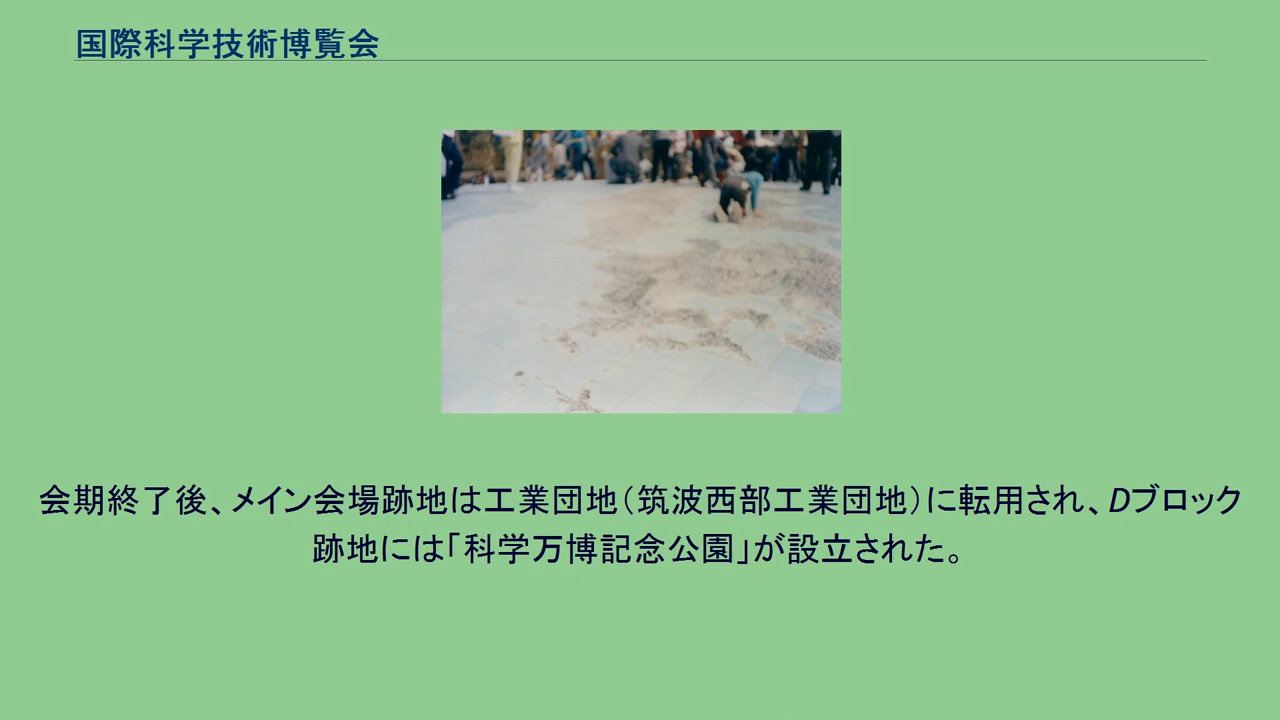 国際科学技術博覧会
会期終了後、メイン会場跡地は工業団地（筑波西部工業団地）に転用され、Dブロック
跡地には「科学万博記念公園」が設立された。